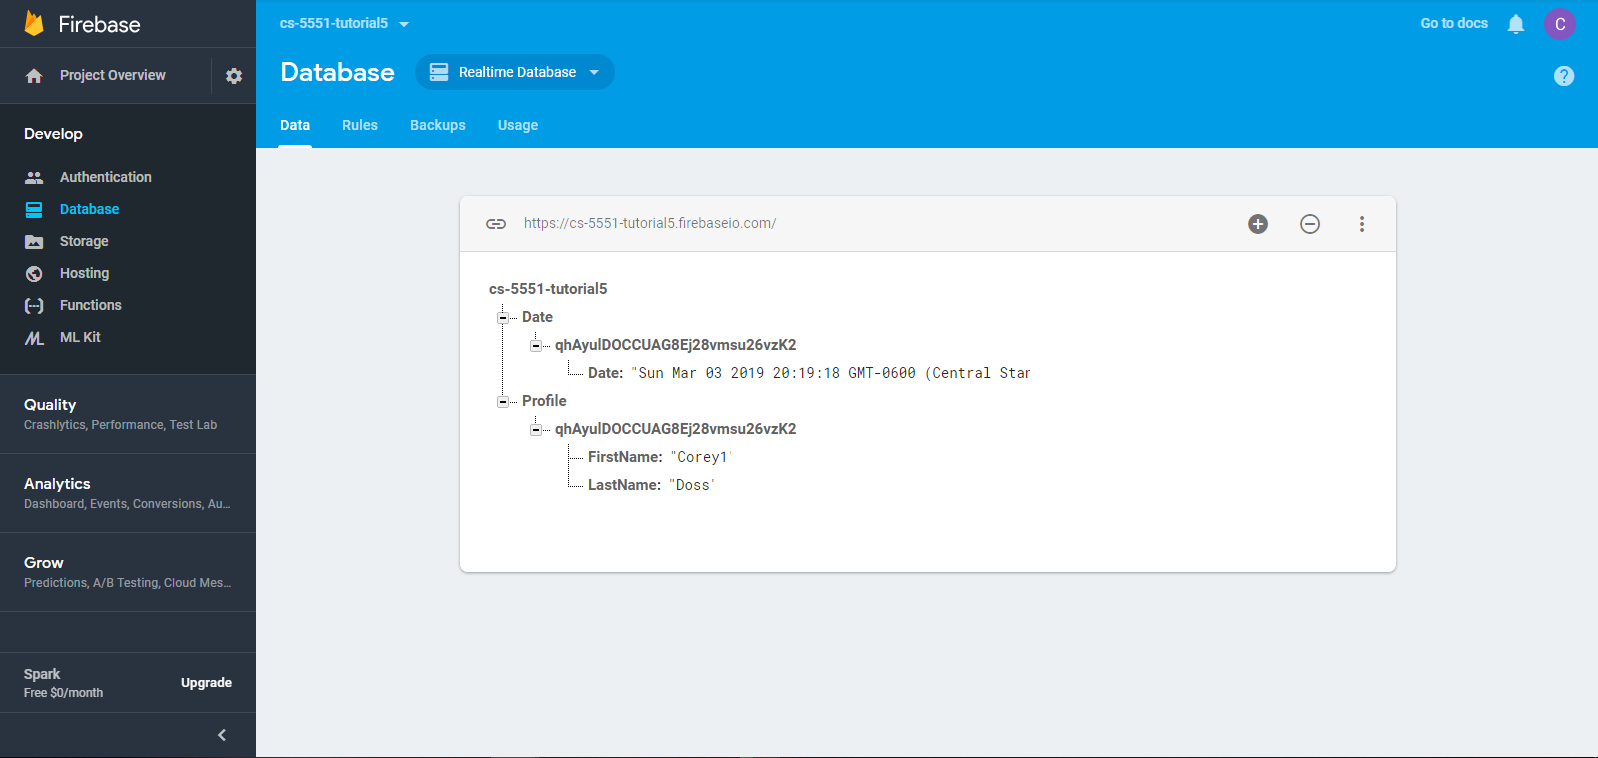 Firebase
Project Overview
Develop
Authentication
Database
Storage
Hosting
Functions
ML Kit
Quality
Crashlytics, Performance, Test Lab
Analytics
Dashboard, Events, Conversions, Au...
Grow
Predictions, A/B Testing, Cloud Mes...
Spark
Free $0/month
Upgrade
cs-5551-tutorial5
Go to docs
C
Database
Realtime Database
?
Data Rules Backups Usage
https://cs-5551-tutorial5.firebaseio.com/
cs-5551-tutorial5
Date
qhAyulDOCCUAG8Ej28vmsu26vzK2
Date: "Sun Mar 03 2019 20:19:18 GMT-0600 (Central Star
Profile
qhAyulDOCCUAG8Ej28vmsu26vzK2
FirstName: "Corey1"
LastName: "Doss"